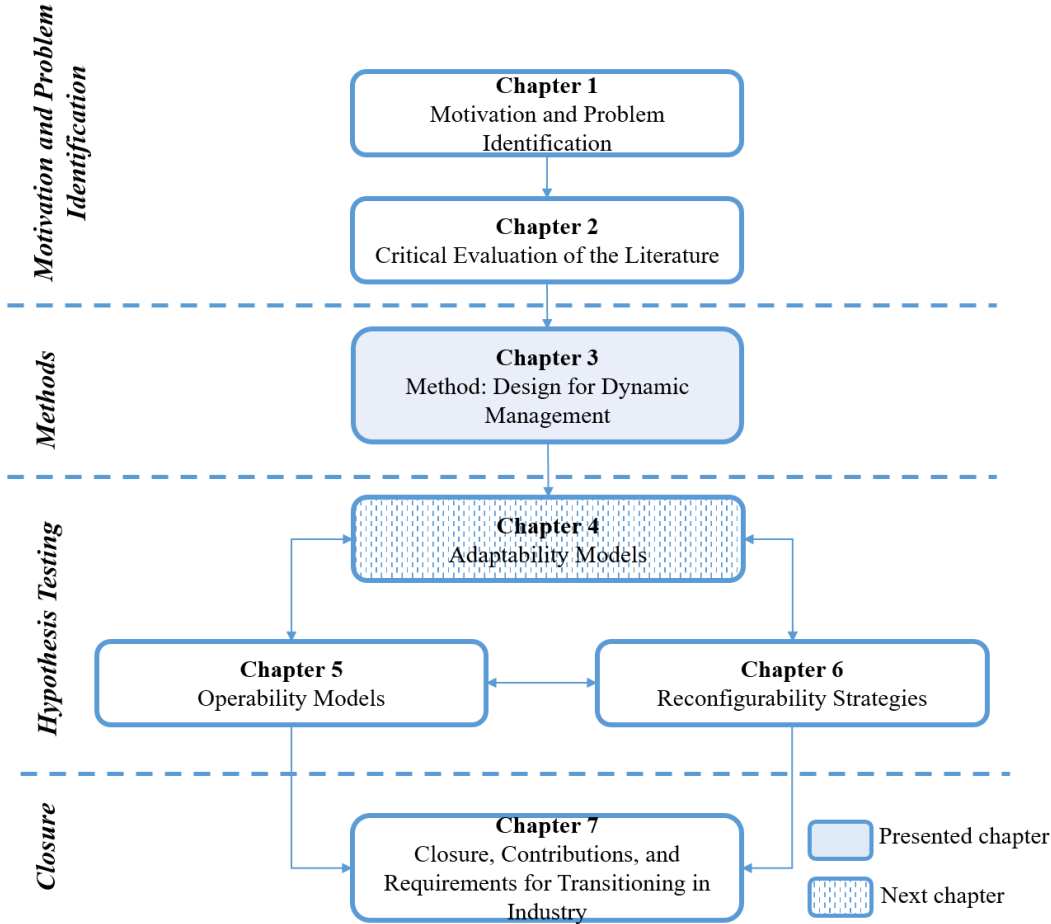 Motivation and Problem
Identification
Chapter 1
Motivation and Problem
Identification
Chapter 2
Critical Evaluation of the Literature
Methods
Chapter 3
Method: Design for Dynamic
Management
Hypothesis Testing
Chapter 4
Adaptability Models
Chapter 5
Operability Models
Chapter 6
Reconfigurability Strategies
Closure
Chapter 7
Closure, Contributions, and
Requirements for Transitioning in
Industry
Presented chapter
Next chapter